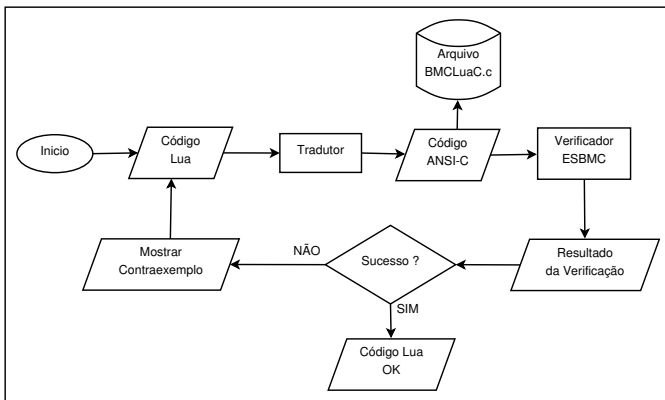 Arquivo
BMCLuaC.c
Inicio
Código
Lua
Tradutor
Código
ANSI-C
Verificador
ESBMC
Mostrar
Contraexemplo
NÃO
Sucesso ?
Resultado
da Verificação
SIM
Código Lua
OK